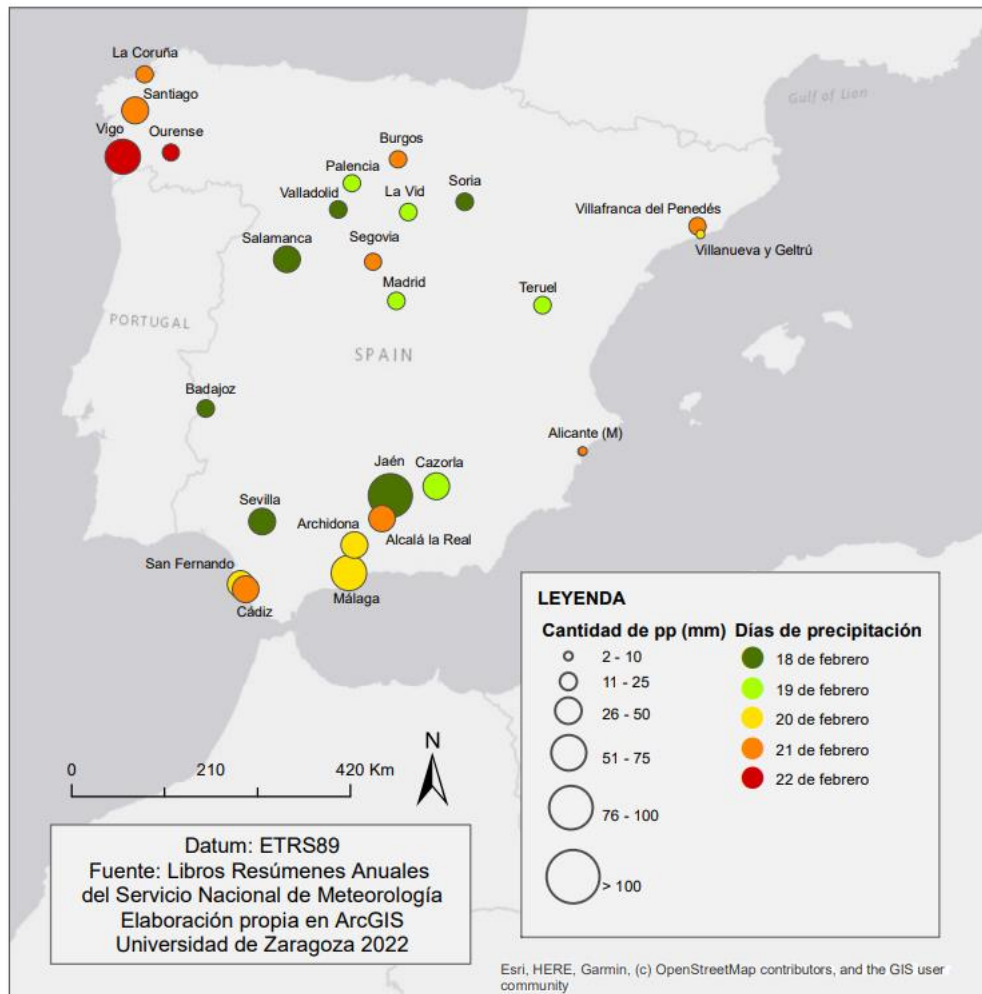 La Coruña
Santiago
Vigo
Ourense
Burgos
Palencia
Valladolid
La Vid
Soria
Salamanca
Segovia
Madrid
Teruel
Villafranca del Penedés
Villanueva y Geltrú
Gulf of Lion
PORTUGAL
SPAIN
Badajoz
Alicante (M)
Jaén
Cazorla
Sevilla
Archidona
Alcalá la Real
San Fernando
Cádiz
Málaga
LEYENDA
Cantidad de pp (mm)
2 - 10
11 - 25
26 - 50
51 - 75
76 - 100
> 100
Días de precipitación
18 de febrero
19 de febrero
20 de febrero
21 de febrero
22 de febrero
N
0 210 420 Km
Datum: ETRS89
Fuente: Libros Resúmenes Anuales
del Servicio Nacional de Meteorología
Elaboración propia en ArcGIS
Universidad de Zaragoza 2022
Esri, HERE, Garmin, (c) OpenStreetMap contributors, and the GIS user
community